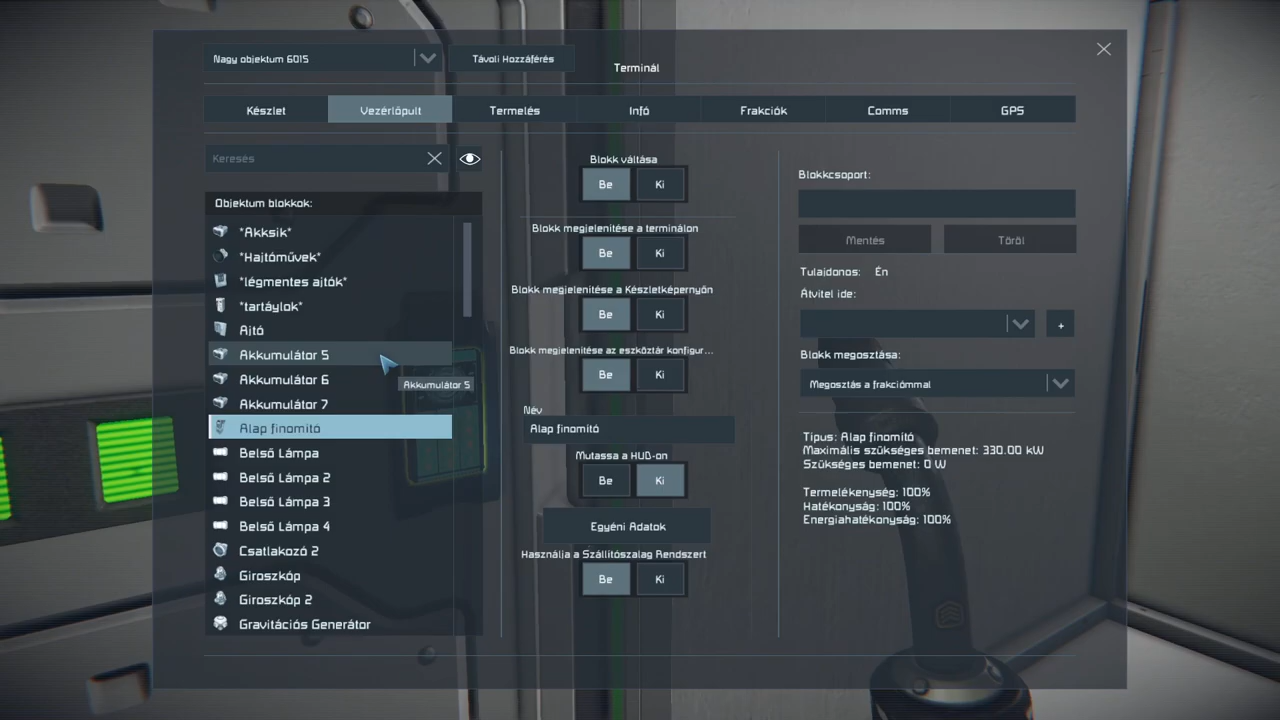 Nagy objektum 6015
Távoli Hozzáférés
Terminál
Készlet
Vezérlőpult
Termelés
Infó
Frakciók
Comms
GPS
Keresés
Objektum blokkok:
*Akksik*
*Hajtóművek*
*légmentes ajtók*
*tartáylok*
Ajtó
Akkumulátor 5
Akkumulátor 6
Akkumulátor 7
Alap finomító
Belső Lámpa
Belső Lámpa 2
Belső Lámpa 3
Belső Lámpa 4
Csatlakozó 2
Giroszkóp
Giroszkóp 2
Gravitációs Generátor
Akkumulátor 5
Blokk váltása
Be Ki
Blokk megjelenítése a terminálon
Be Ki
Blokk megjelenítése a Készletképernyőn
Be Ki
Blokk megjelenítése az eszköztár konfigur...
Be Ki
Név
Alap finomító
Mutassa a HUD-on
Be Ki
Egyéni Adatok
Használja a Szállítószalag Rendszert
Be Ki
Blokkcsoport:
Mentés Töröl
Tulajdonos: Én
Átvitel ide:
+
Blokk megosztása:
Megosztás a frakciómmal
Típus: Alap finomító
Maximális szükséges bemenet: 330.00 kW
Szükséges bemenet: 0 W
Termelékenység: 100%
Hatékonyság: 100%
Energiahatékonyság: 100%